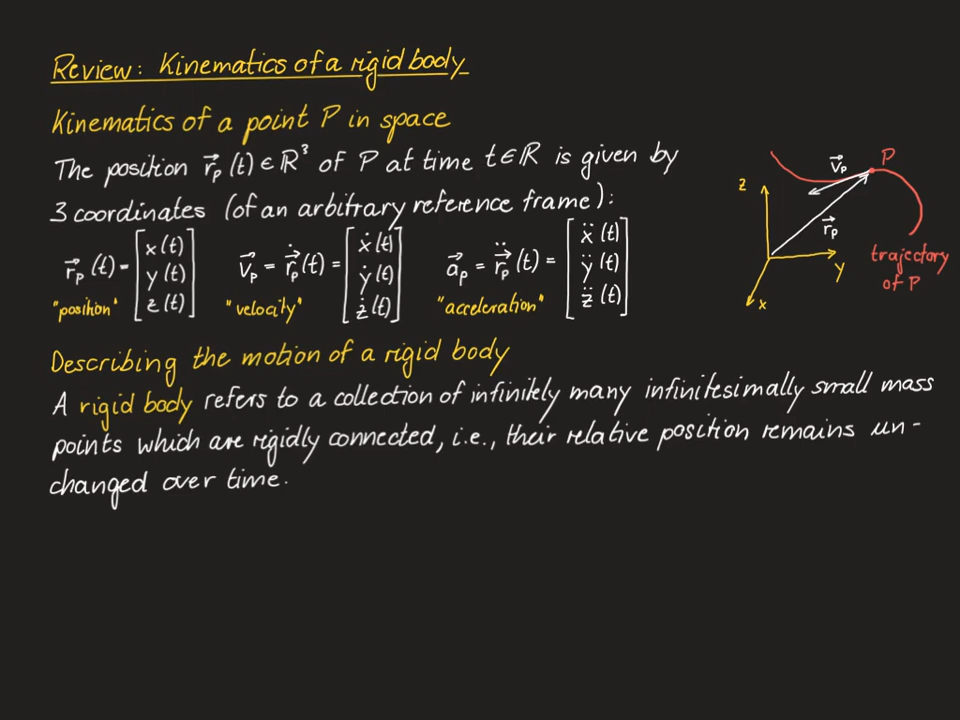 Review: Kinematics of a rigid body
Kinematics of a point P in space
The position r⃗ₚ(t) ∈ ℝ³ of P at time t ∈ ℝ is given by
3 coordinates (of an arbitrary reference frame):
r⃗ₚ(t) = [x(t) y(t) z(t)] v⃗ₚ = ṙ⃗ₚ(t) = [ẋ(t) ẏ(t) ż(t)] a⃗ₚ = r̈⃗ₚ(t) = [ẍ(t) ÿ(t) z̈(t)]
"position" "velocity" "acceleration"
z
y
x
v⃗ₚ
P
r⃗ₚ
trajectory
of P
Describing the motion of a rigid body
A rigid body refers to a collection of infinitely many infinitesimally small mass
points which are rigidly connected, i.e., their relative position remains un-
changed over time.